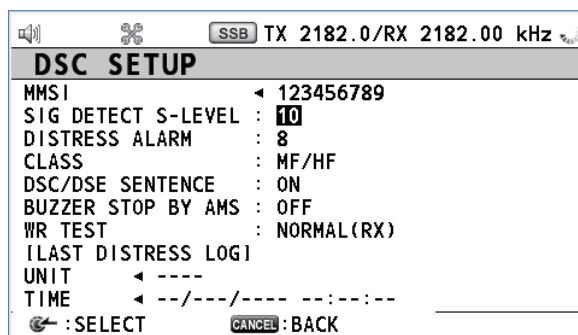 SSB TX 2182.0/RX 2182.00 kHz
DSC SETUP
MMSI ◄ 123456789
SIG DETECT S-LEVEL : 10
DISTRESS ALARM : 8
CLASS : MF/HF
DSC/DSE SENTENCE : ON
BUZZER STOP BY AMS : OFF
WR TEST : NORMAL(RX)
[LAST DISTRESS LOG]
UNIT ◄ ----
TIME ◄ --/---/---- --:--:--
:SELECT CANCEL:BACK